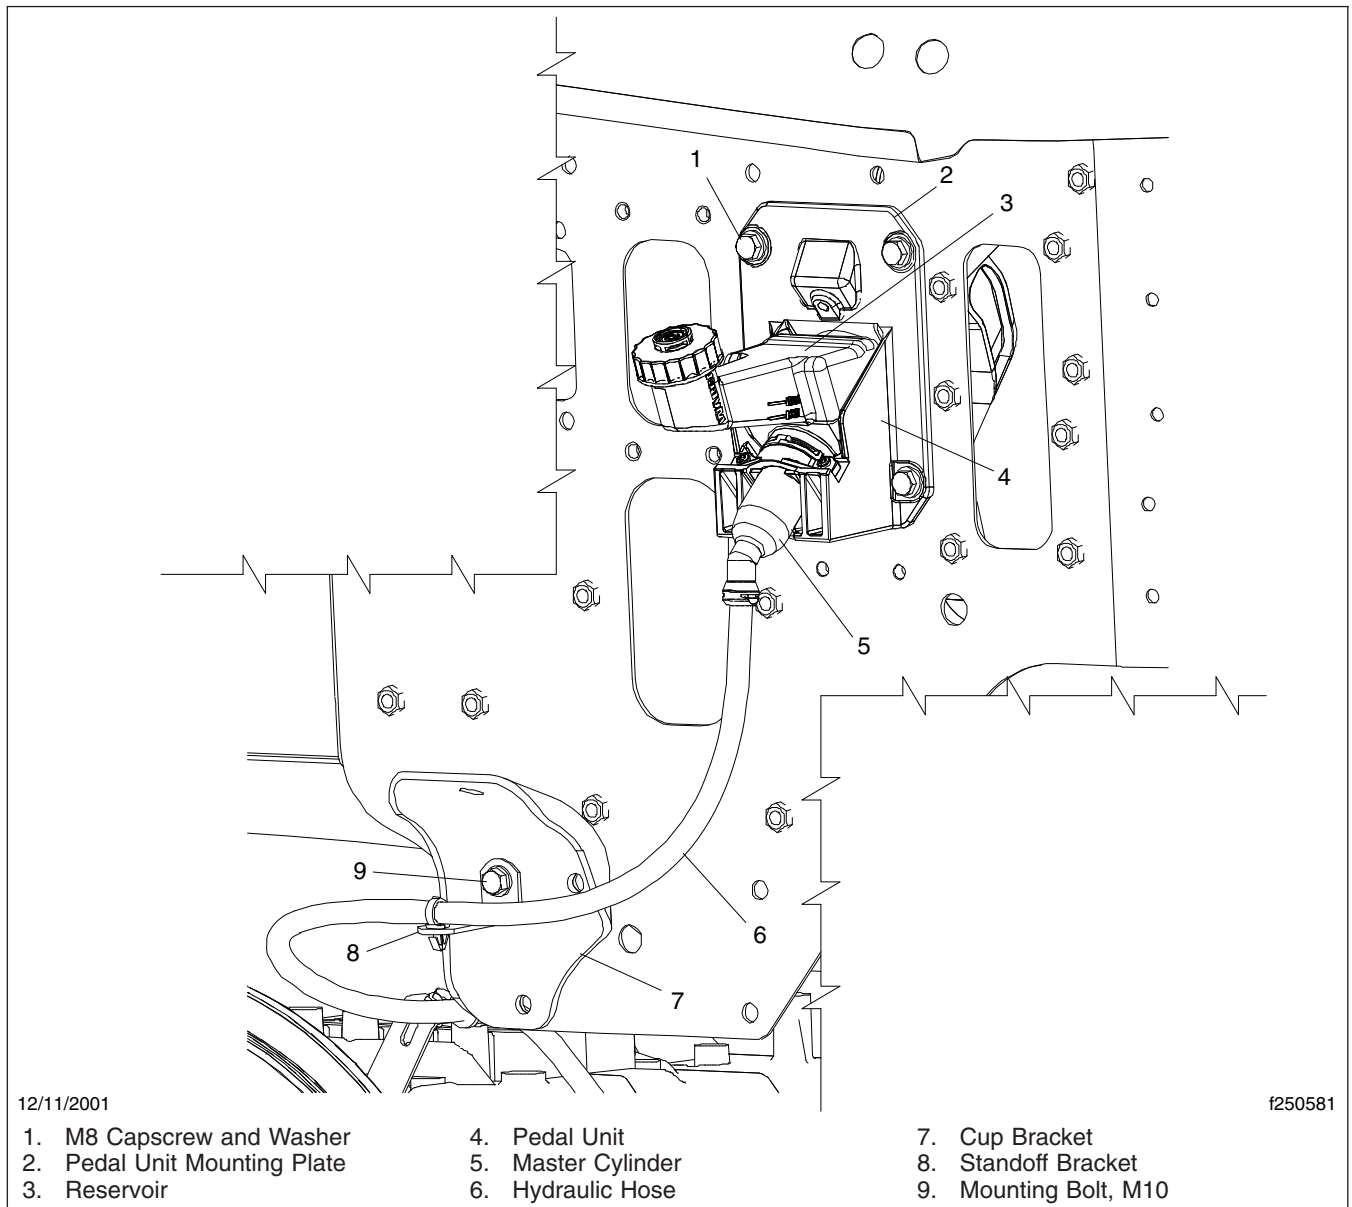 1
2
3
4
5
6
7
8
9
12/11/2001
f250581
1. M8 Capscrew and Washer
2. Pedal Unit Mounting Plate
3. Reservoir
4. Pedal Unit
5. Master Cylinder
6. Hydraulic Hose
7. Cup Bracket
8. Standoff Bracket
9. Mounting Bolt, M10